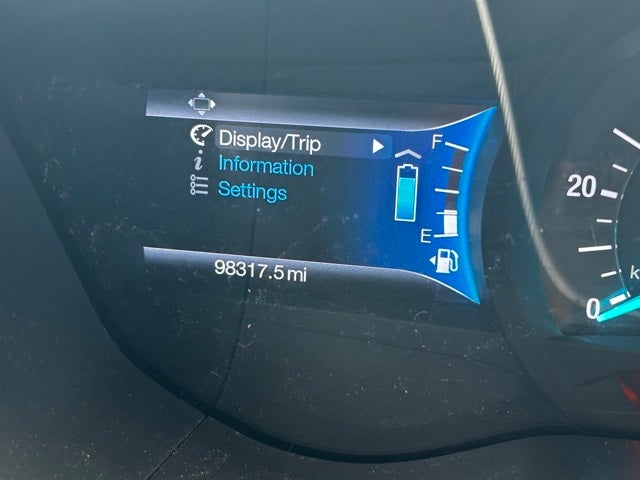 Display/Trip
F
Information
Settings
20
E
98317.5 mi
0
k